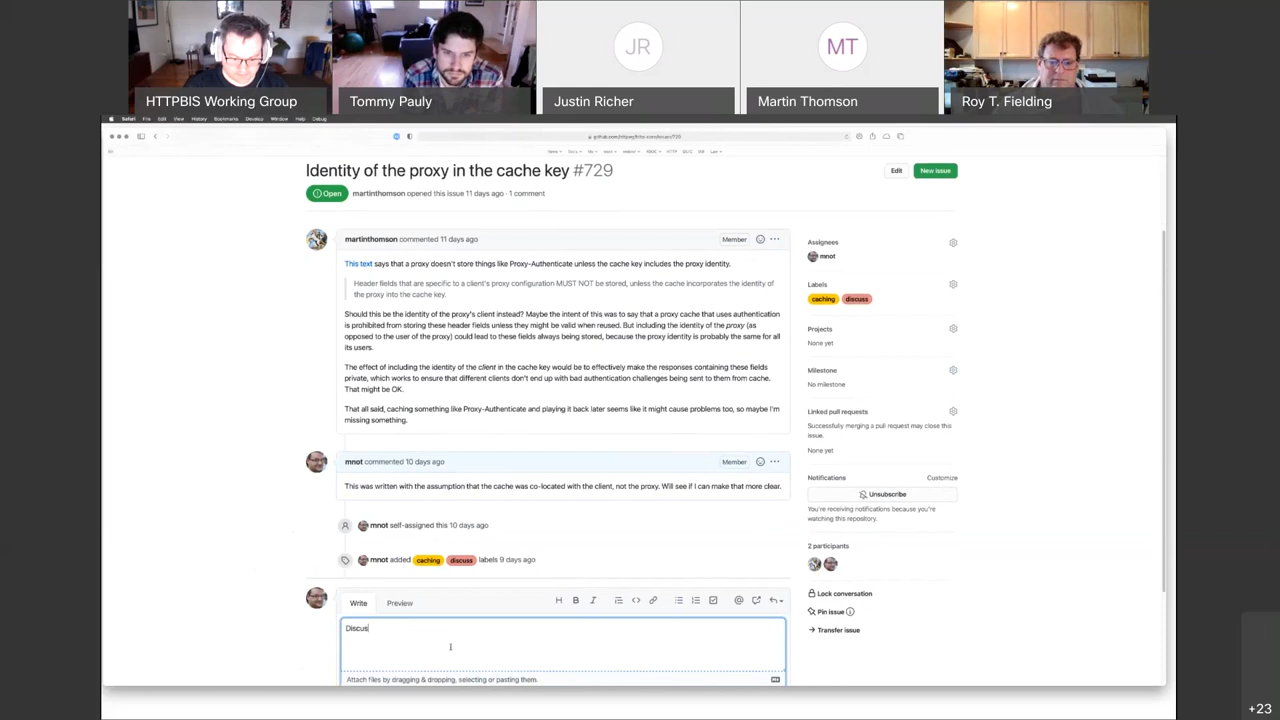 JR
MT
HTTPBIS Working Group
Tommy Pauly
Justin Richer
Martin Thomson
Roy T. Fielding
Safari File Edit View History Bookmarks Develop Window Help Debug
Identity of the proxy in the cache key #729
Edit
New issue
Open
martinthomson opened this issue 11 days ago · 1 comment
martinthomson commented 11 days ago
Member
This text says that a proxy doesn't store things like Proxy-Authenticate unless the cache key includes the proxy identity.
Header fields that are specific to a client's proxy configuration MUST NOT be stored, unless the cache incorporates the identity of
the proxy into the cache key.
Should this be the identity of the proxy's client instead? Maybe the intent of this was to say that a proxy cache that uses authentication
is prohibited from storing these header fields unless they might be valid when reused. But including the identity of the proxy (as
opposed to the user of the proxy) could lead to these fields always being stored, because the proxy identity is probably the same for all
its users.
The effect of including the identity of the client in the cache key would be to effectively make the responses containing these fields
private, which works to ensure that different clients don't end up with bad authentication challenges being sent to them from cache.
That might be OK.
That all said, caching something like Proxy-Authenticate and playing it back later seems like it might cause problems too, so maybe I'm
missing something.
mnot commented 10 days ago
Member
This was written with the assumption that the cache was co-located with the client, not the proxy. Will see if I can make that more clear.
mnot self-assigned this 10 days ago
mnot added caching discuss labels 9 days ago
Write
Preview
Discus
Attach files by dragging & dropping, selecting or pasting them.
Assignees
mnot
Labels
caching discuss
Projects
None yet
Milestone
No milestone
Linked pull requests
Successfully merging a pull request may close this
issue.
None yet
Notifications
Customize
Unsubscribe
You're receiving notifications because you're
watching this repository.
2 participants
Lock conversation
Pin issue
Transfer issue
+23